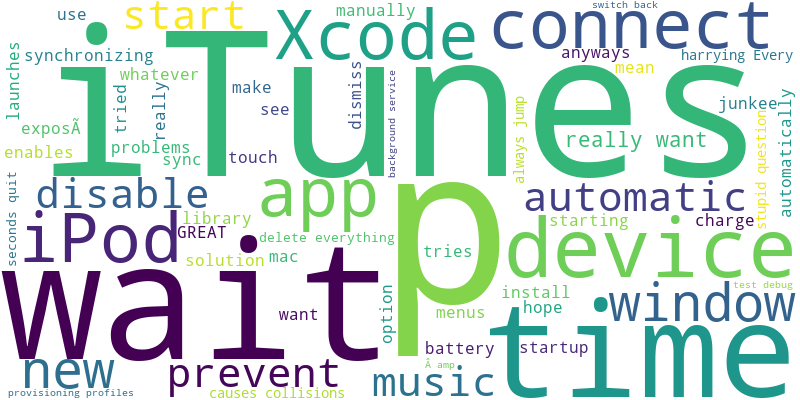 use
start
manually
switch back
Xcode
connect
synchronizing
whatever
anyways
harrying Every
mean
launches
iTunes
tried
really
make
see
dismiss
background service
always jump
junkee
automatically
exposÃ
problems
sync
touch
really want
stupid question
enables
seconds quit
disable
app
p
automatic
iPod
library
GREAT
delete everything
tries
starting
charge
device
solution
mac
wait
want
option
menus
install
hope
window
test debug
time
new
prevent
battery
startup
Â amp
music
provisioning profiles
causes collisions